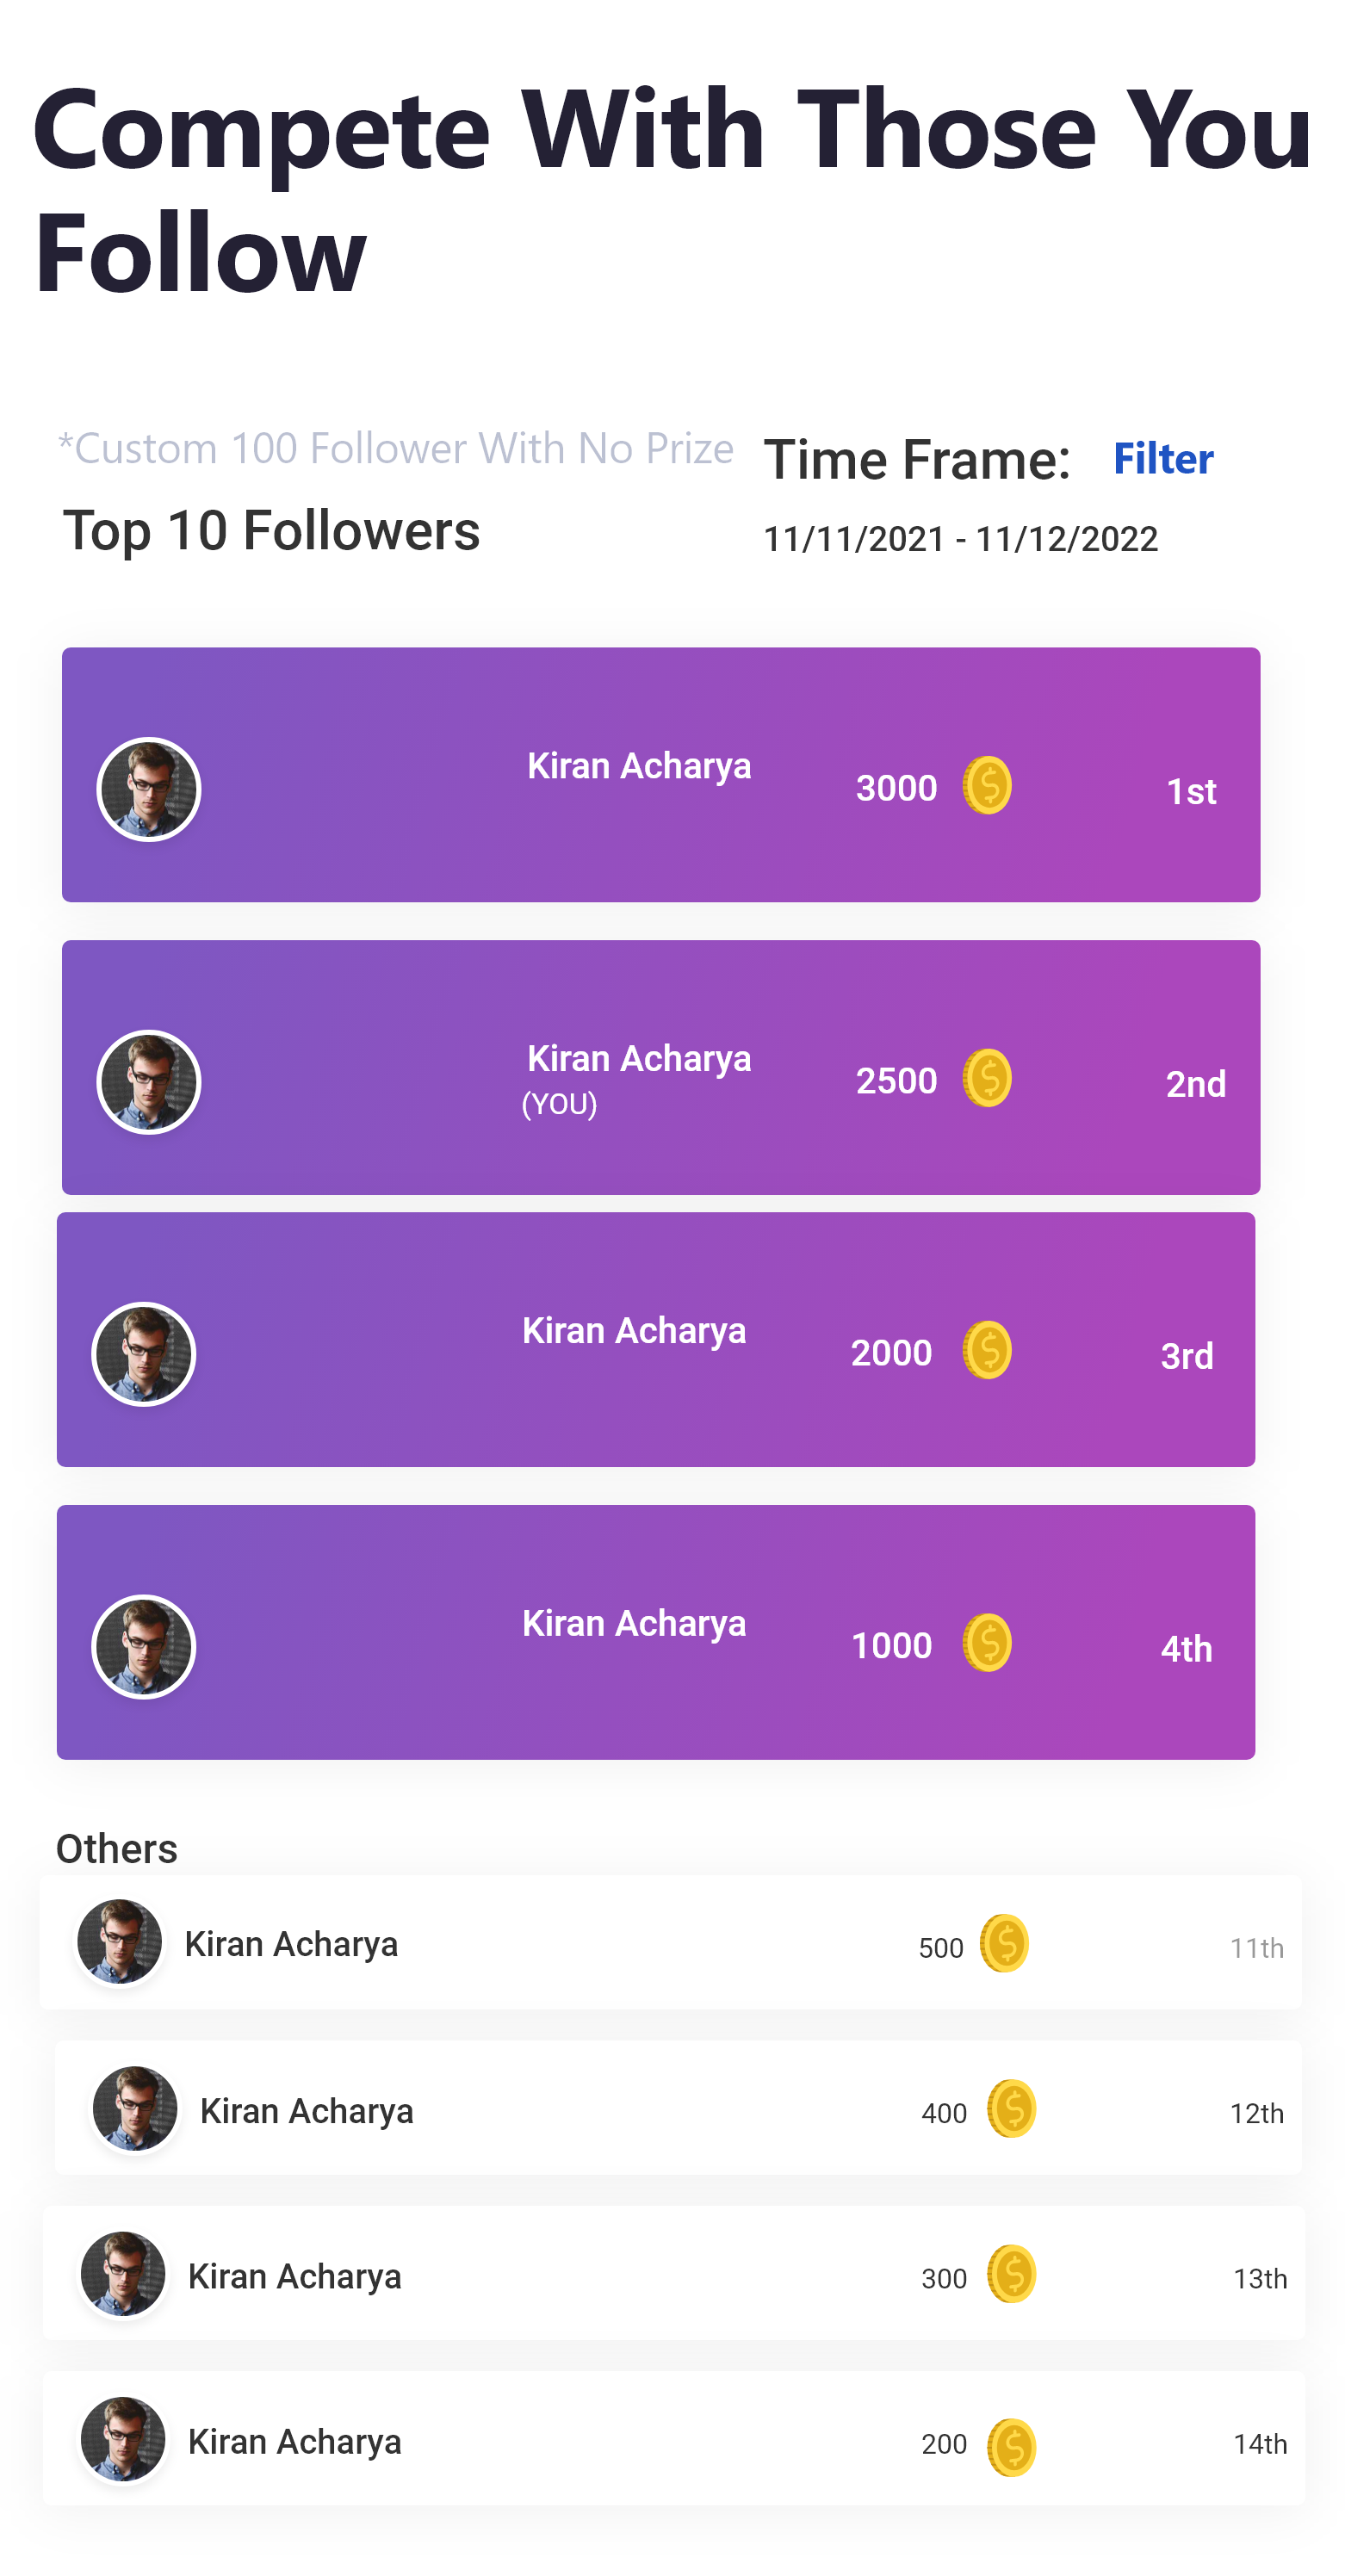 Compete With Those You
Follow
*Custom 100 Follower With No Prize
Time Frame: Filter
Top 10 Followers
11/11/2021 - 11/12/2022
Kiran Acharya
3000
1st
Kiran Acharya
(YOU)
2500
2nd
Kiran Acharya
2000
3rd
Kiran Acharya
1000
4th
Others
Kiran Acharya 500 11th
Kiran Acharya 400 12th
Kiran Acharya 300 13th
Kiran Acharya 200 14th